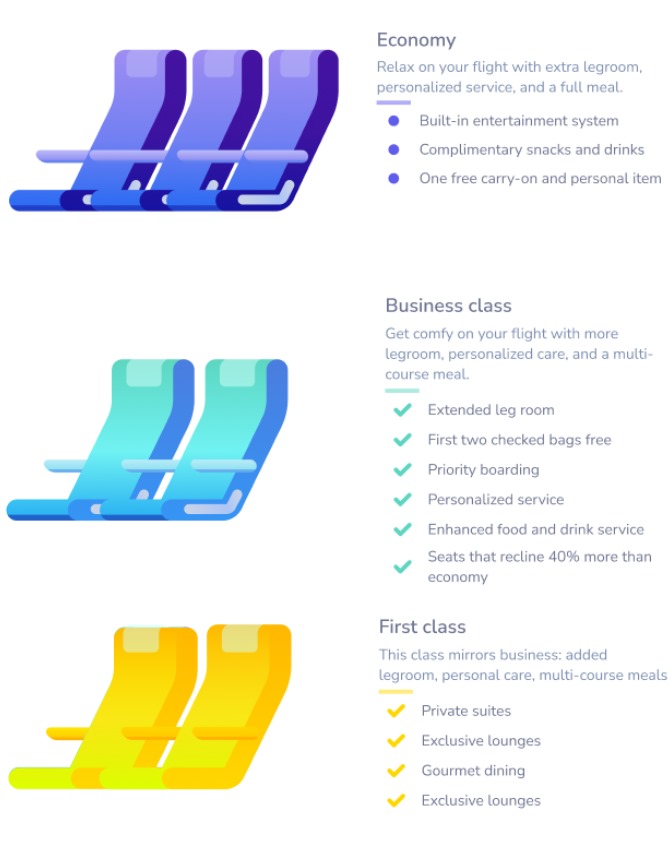 Economy
Relax on your flight with extra legroom,
personalized service, and a full meal.
Built-in entertainment system
Complimentary snacks and drinks
One free carry-on and personal item
Business class
Get comfy on your flight with more
legroom, personalized care, and a multi-
course meal.
Extended leg room
First two checked bags free
Priority boarding
Personalized service
Enhanced food and drink service
Seats that recline 40% more than
economy
First class
This class mirrors business: added
legroom, personal care, multi-course meals
Private suites
Exclusive lounges
Gourmet dining
Exclusive lounges